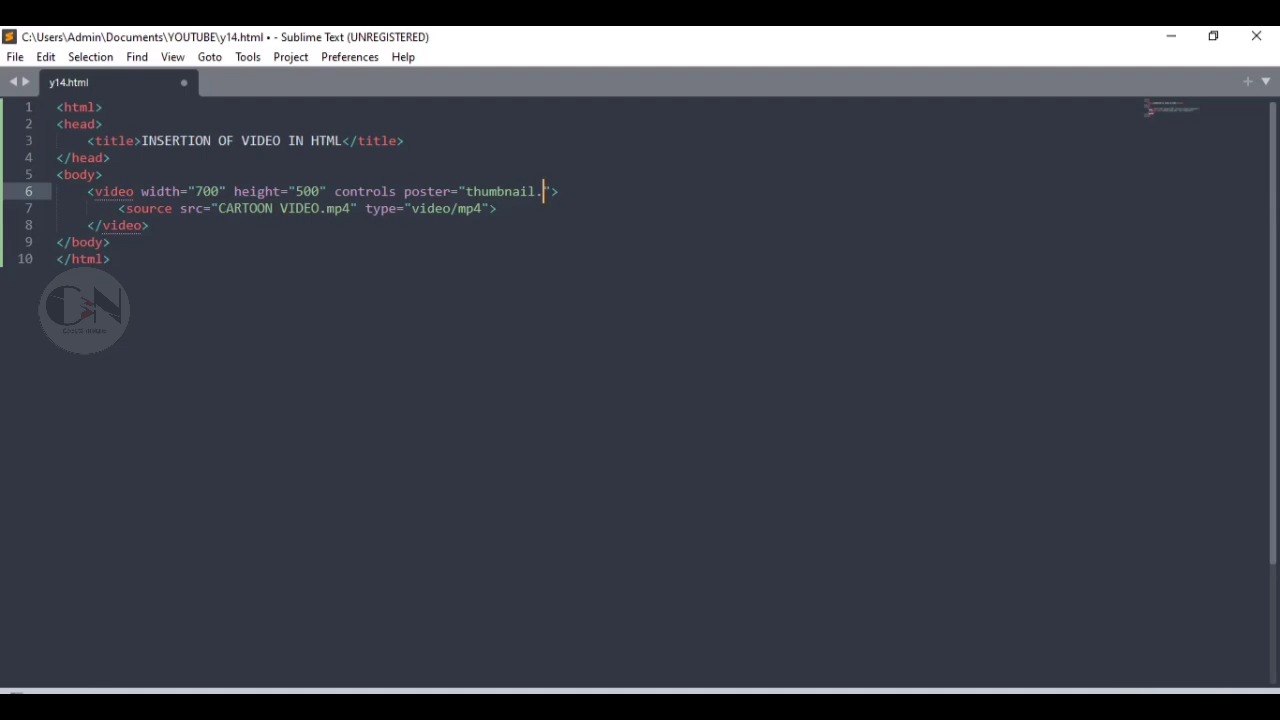 C:\Users\Admin\Documents\YOUTUBE\y14.html • - Sublime Text (UNREGISTERED)
File Edit Selection Find View Goto Tools Project Preferences Help
y14.html
1 <html>
2 <head>
3 <title>INSERTION OF VIDEO IN HTML</title>
4 </head>
5 <body>
6 <video width="700" height="500" controls poster="thumbnail.">
7 <source src="CARTOON VIDEO.mp4" type="video/mp4">
8 </video>
9 </body>
10 </html>